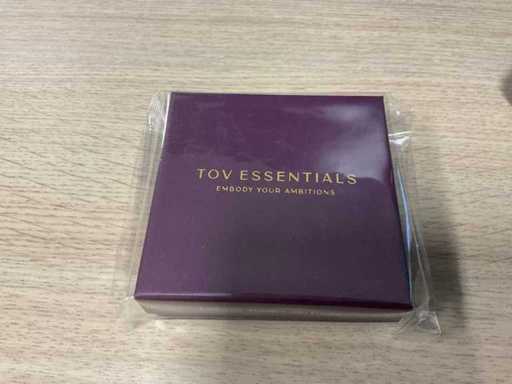 TOV ESSENTIALS
EMBODY YOUR AMBITIONS